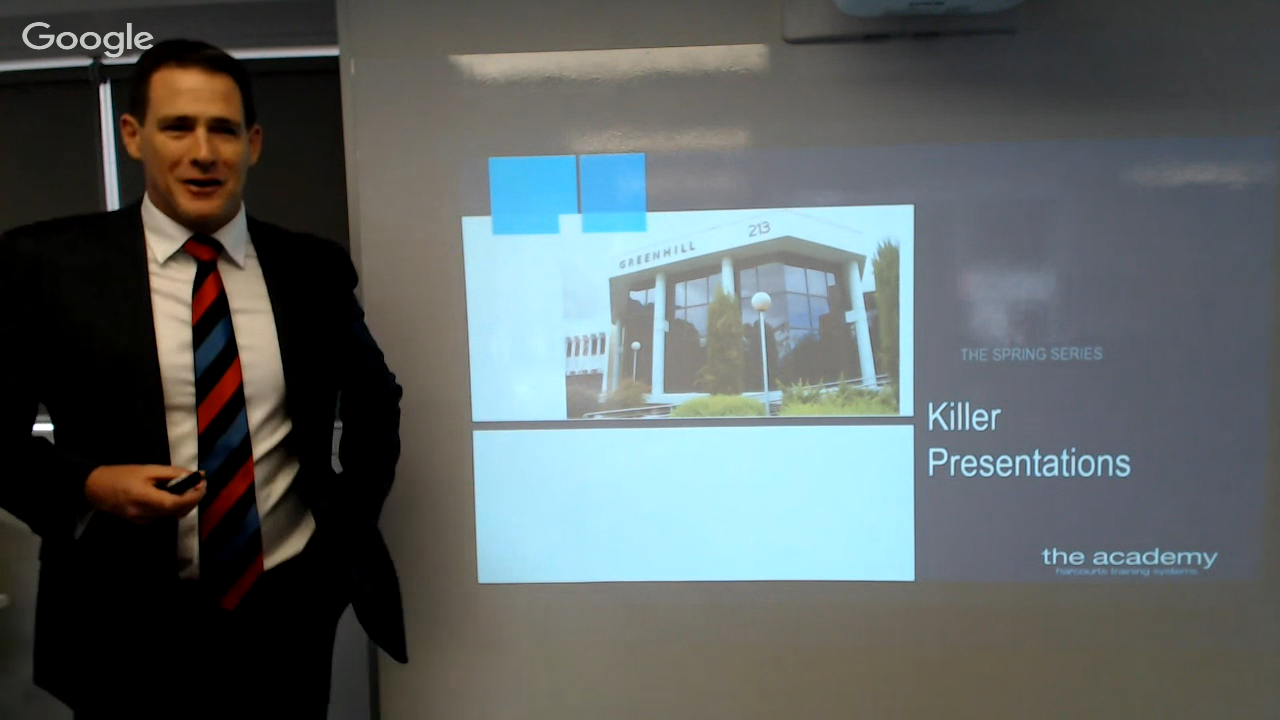 Google
GREENHILL
213
THE SPRING SERIES
Killer
Presentations
the academy
harcourts training systems